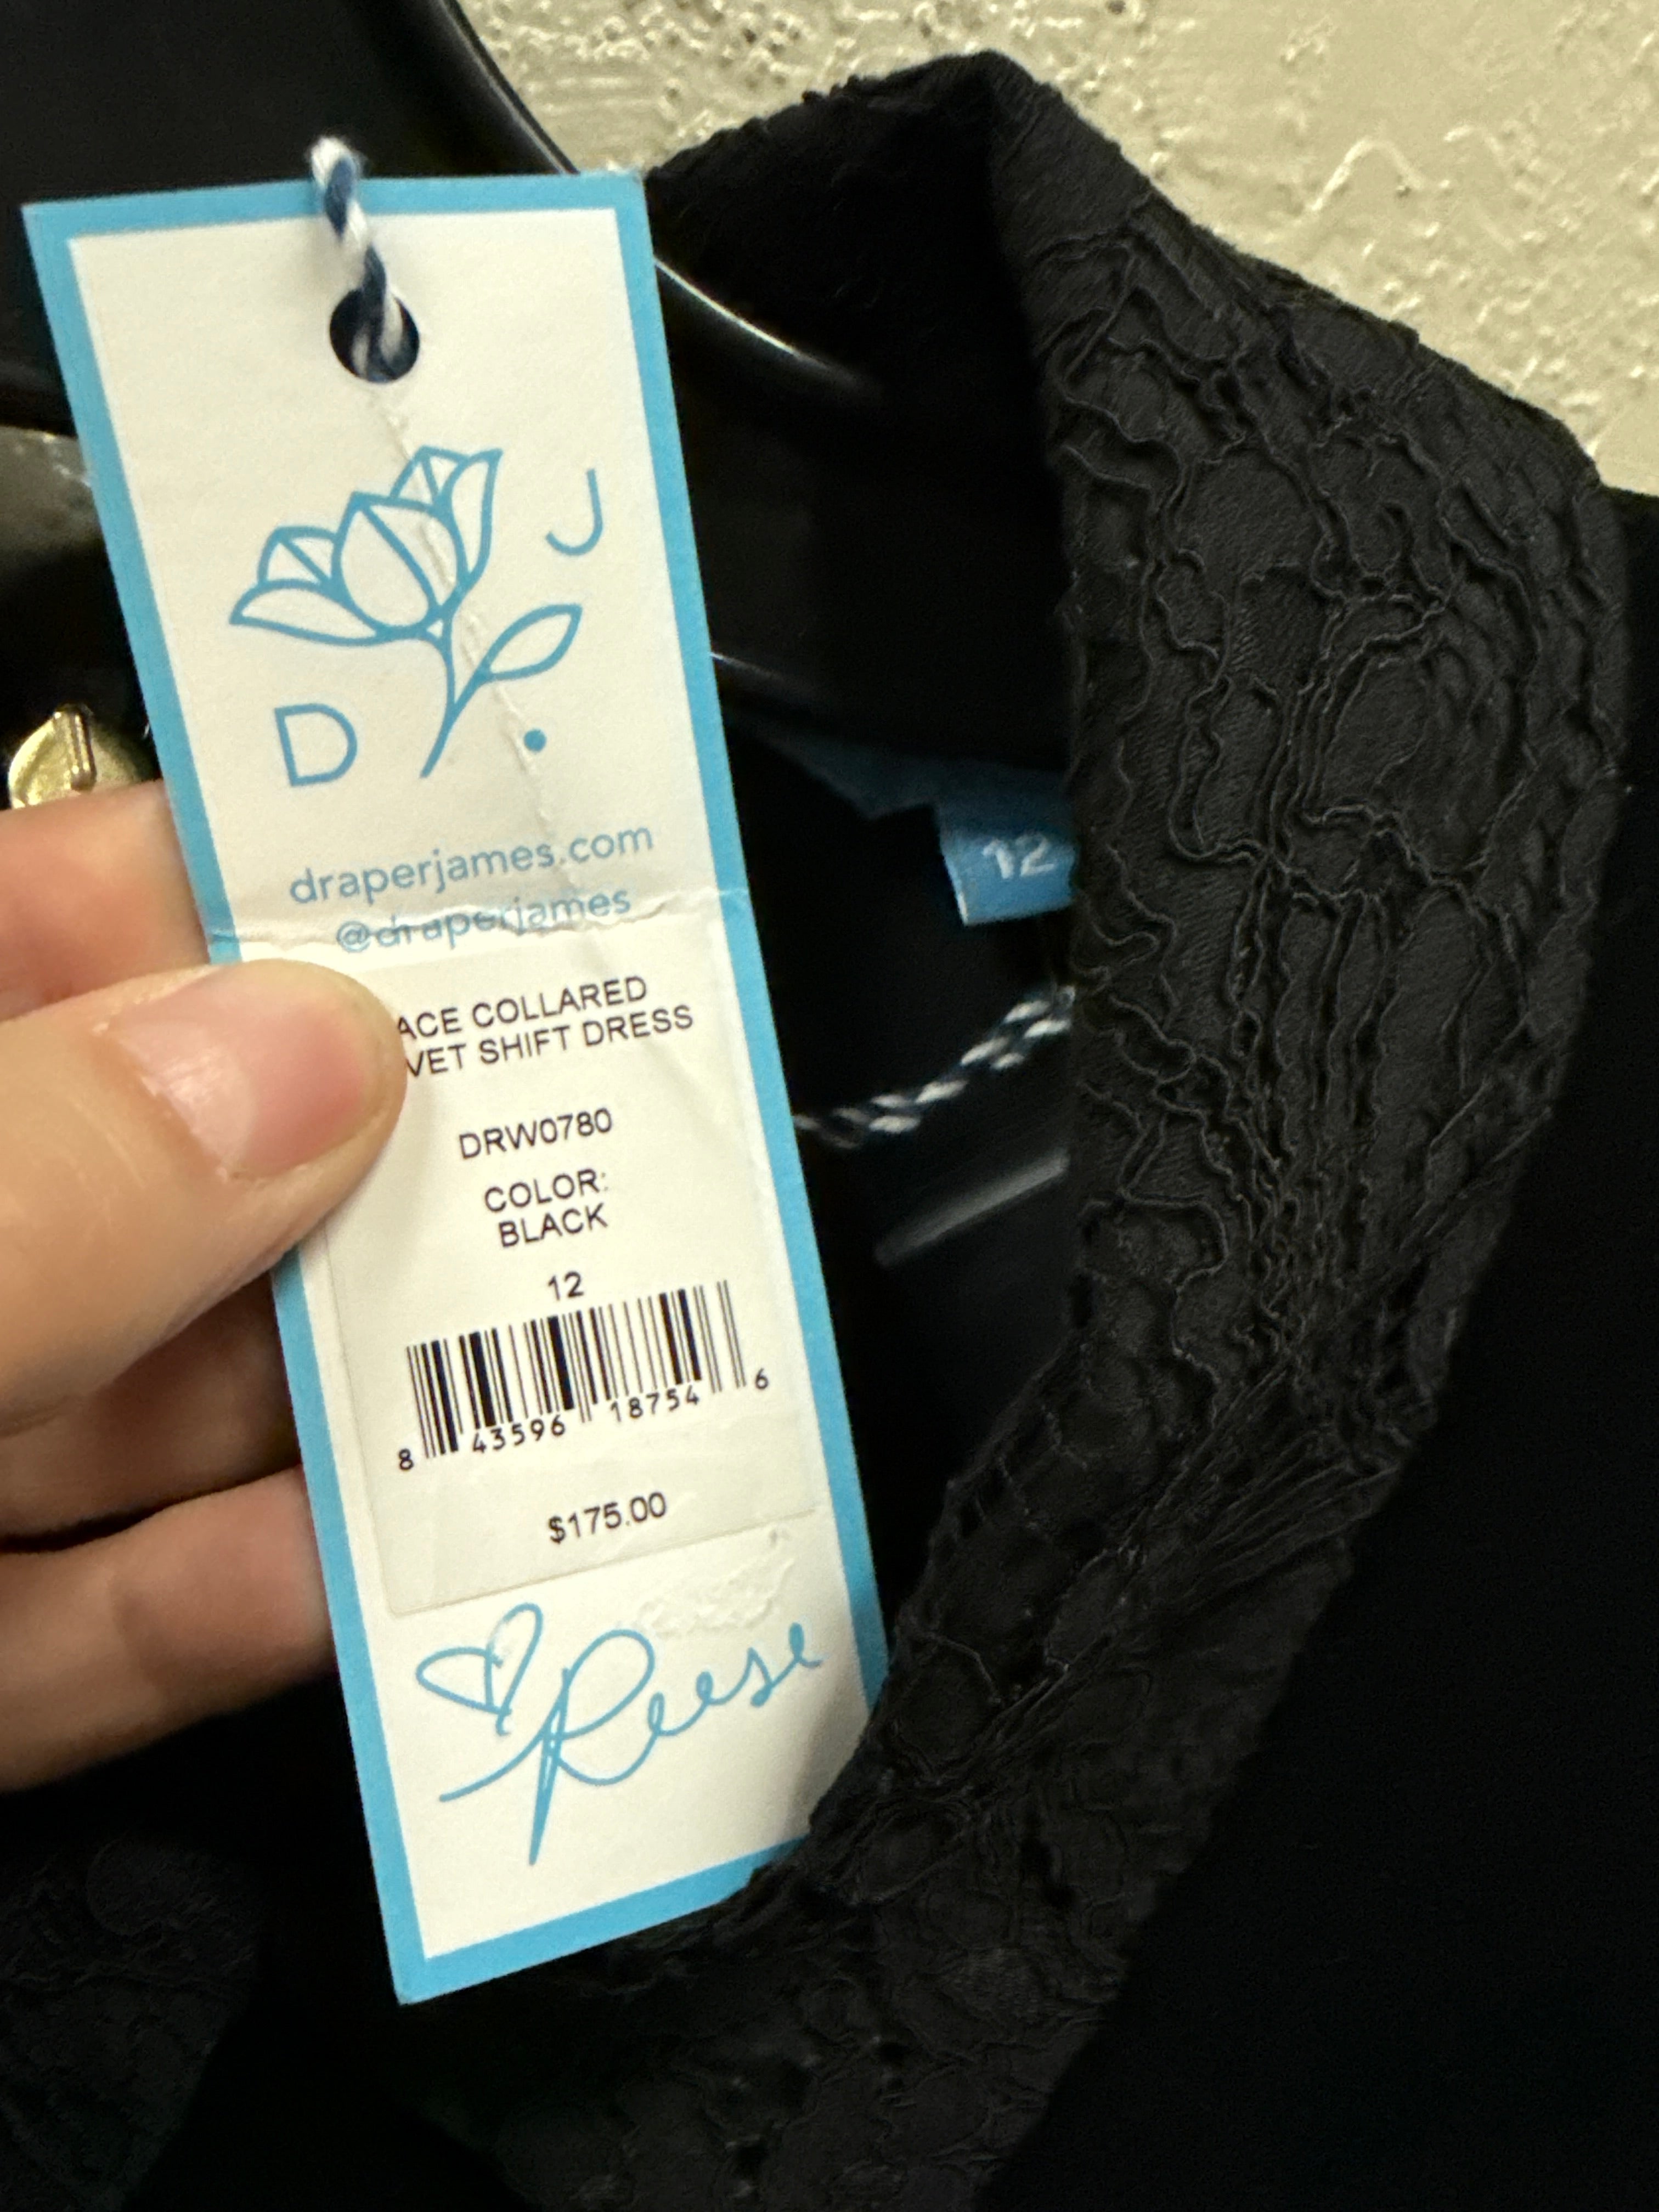 J
D
draperjames.com
@draperjames
ACE COLLARED
VET SHIFT DRESS
DRW0780
COLOR:
BLACK
12
8 43596 18754 6
$175.00
Reese
12